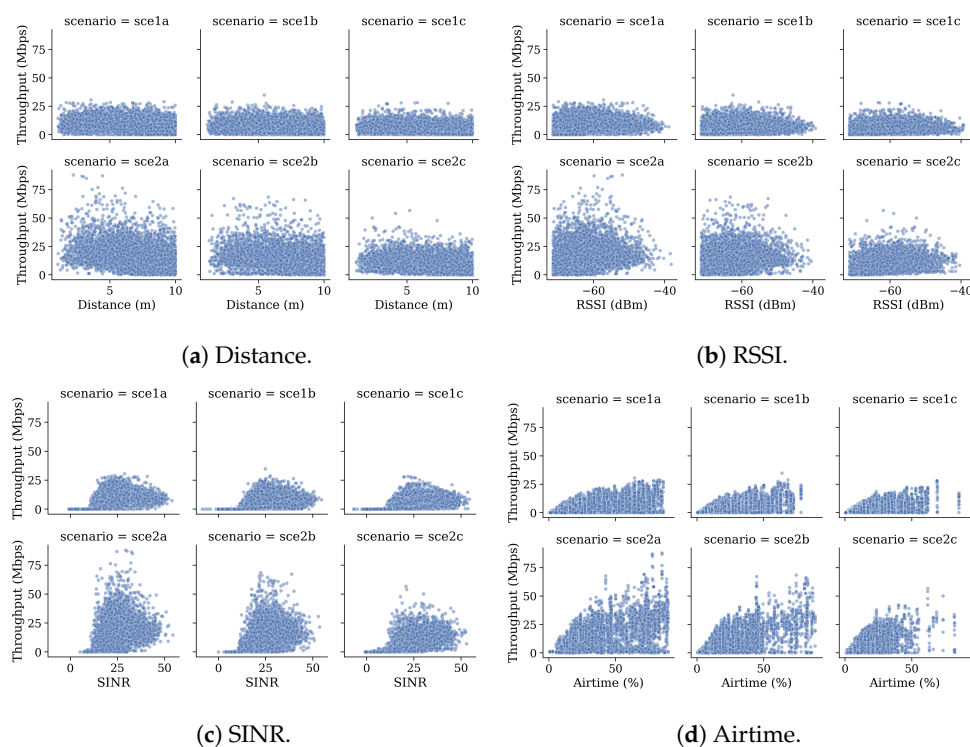 scenario = sce1a scenario = sce1b scenario = sce1c
Throughput (Mbps)
75
50
25
0
scenario = sce2a scenario = sce2b scenario = sce2c
Throughput (Mbps)
75
50
25
0
5 10 5 10 5 10
Distance (m) Distance (m) Distance (m)
(a) Distance.
scenario = sce1a scenario = sce1b scenario = sce1c
Throughput (Mbps)
75
50
25
0
scenario = sce2a scenario = sce2b scenario = sce2c
Throughput (Mbps)
75
50
25
0
−60 −40 −60 −40 −60 −40
RSSI (dBm) RSSI (dBm) RSSI (dBm)
(b) RSSI.
scenario = sce1a scenario = sce1b scenario = sce1c
Throughput (Mbps)
75
50
25
0
scenario = sce2a scenario = sce2b scenario = sce2c
Throughput (Mbps)
75
50
25
0
0 25 50 0 25 50 0 25 50
SINR SINR SINR
(c) SINR.
scenario = sce1a scenario = sce1b scenario = sce1c
Throughput (Mbps)
75
50
25
0
scenario = sce2a scenario = sce2b scenario = sce2c
Throughput (Mbps)
75
50
25
0
0 50 0 50 0 50
Airtime (%) Airtime (%) Airtime (%)
(d) Airtime.